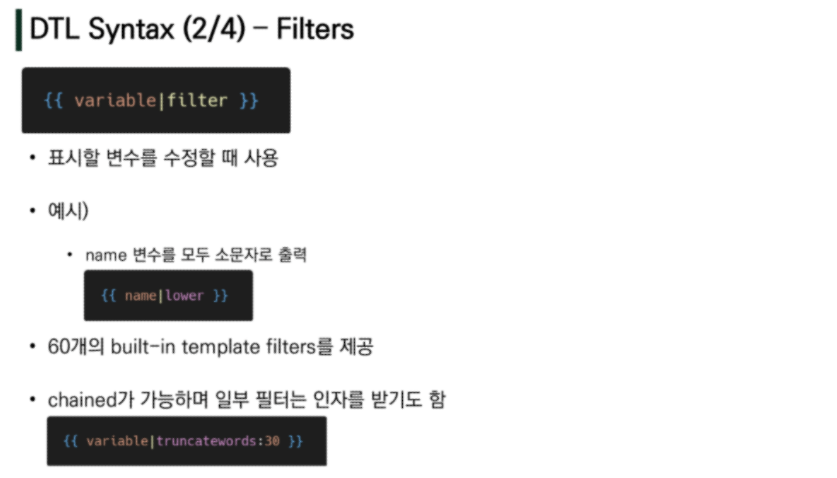 DTL Syntax (2/4) – Filters
{{ variable|filter }}
• 표시할 변수를 수정할 때 사용
• 예시)
• name 변수를 모두 소문자로 출력
{{ name|lower }}
• 60개의 built-in template filters를 제공
• chained가 가능하며 일부 필터는 인자를 받기도 함
{{ variable|truncatewords:30 }}